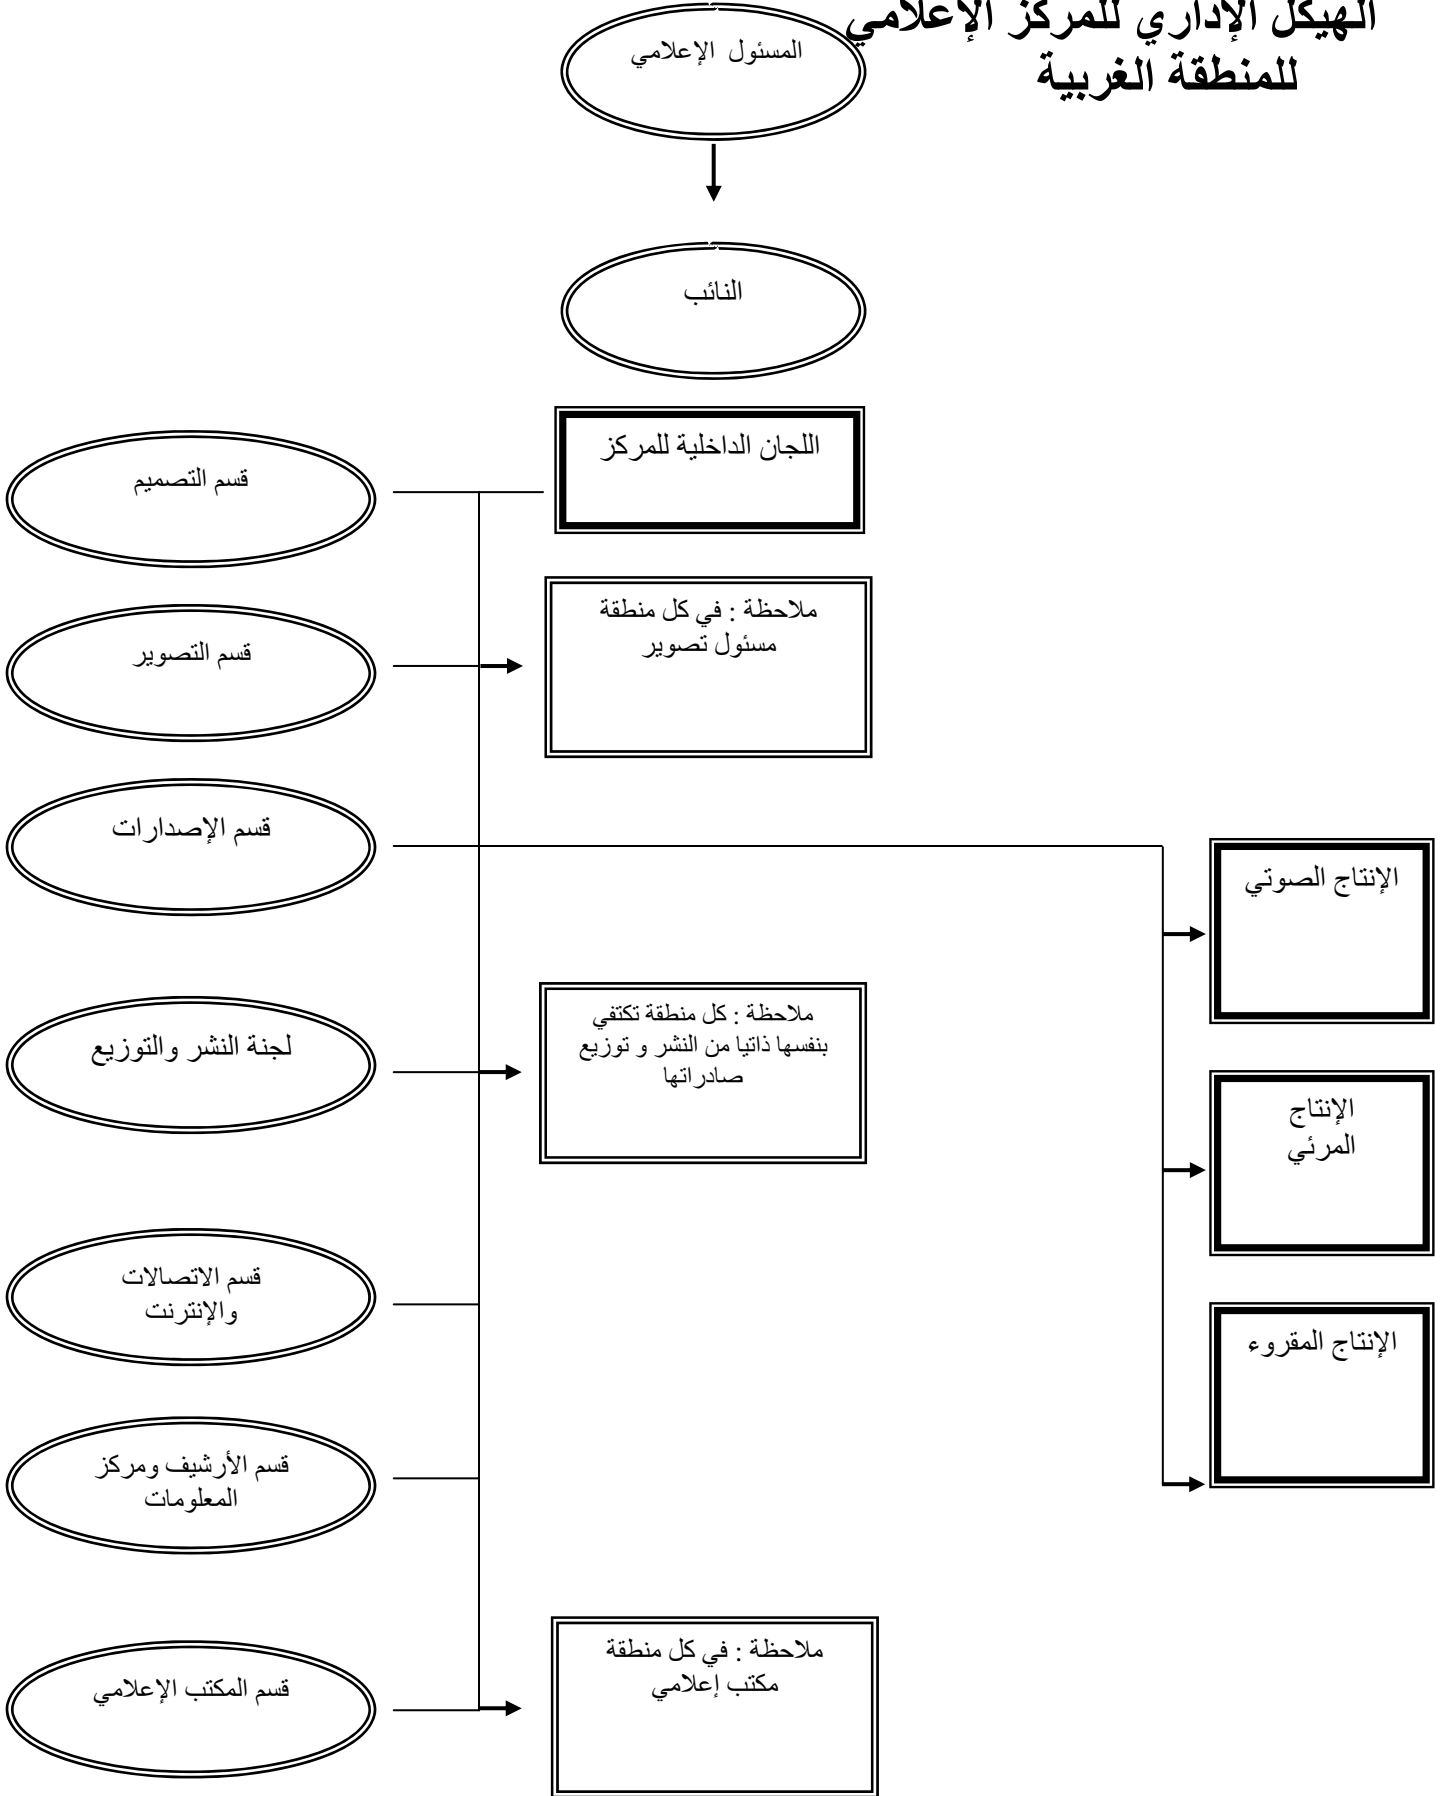 الهيكل الإداري للمركز الإعلامي
للمنطقة الغربية
المسئول الإعلامي
النائب
اللجان الداخلية للمركز
قسم التصميم
ملاحظة : في كل منطقة
مسئول تصوير
قسم التصوير
قسم الإصدارات
الإنتاج الصوتي
ملاحظة : كل منطقة تكتفي
بنفسها ذاتيا من النشر و توزيع
صادراتها
لجنة النشر والتوزيع
الإنتاج
المرئي
قسم الاتصالات
والإنترنت
الإنتاج المقروء
قسم الأرشيف ومركز
المعلومات
ملاحظة : في كل منطقة
مكتب إعلامي
قسم المكتب الإعلامي